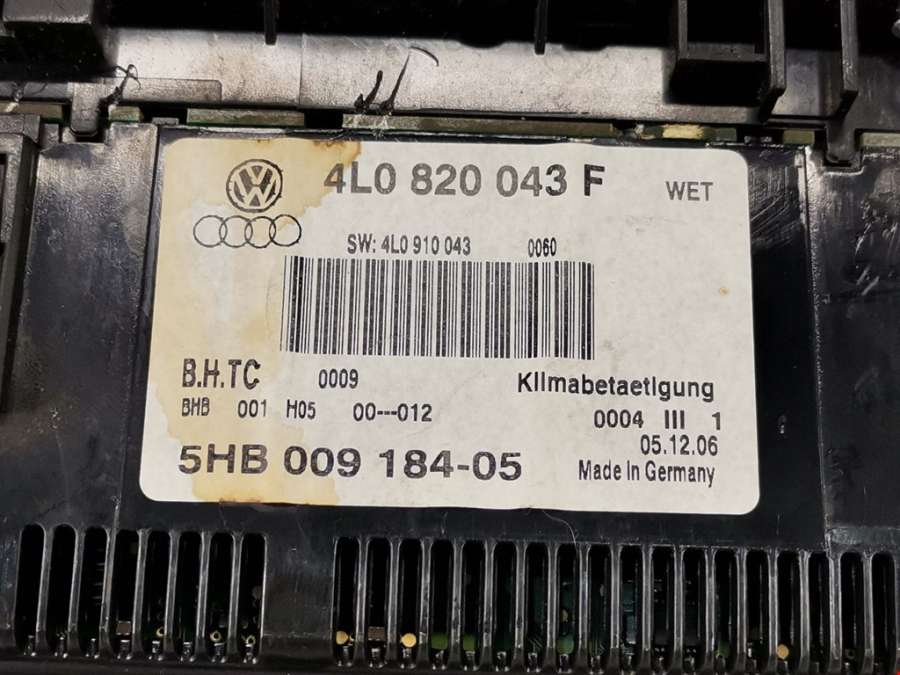 4L0 820 043 F WET
SW: 4L0 910 043 0060
B.H.TC 0009 Klimabetaetigung
BHB 001 H05 00---012 0004 III 1
05.12.06
5HB 009 184-05 Made In Germany